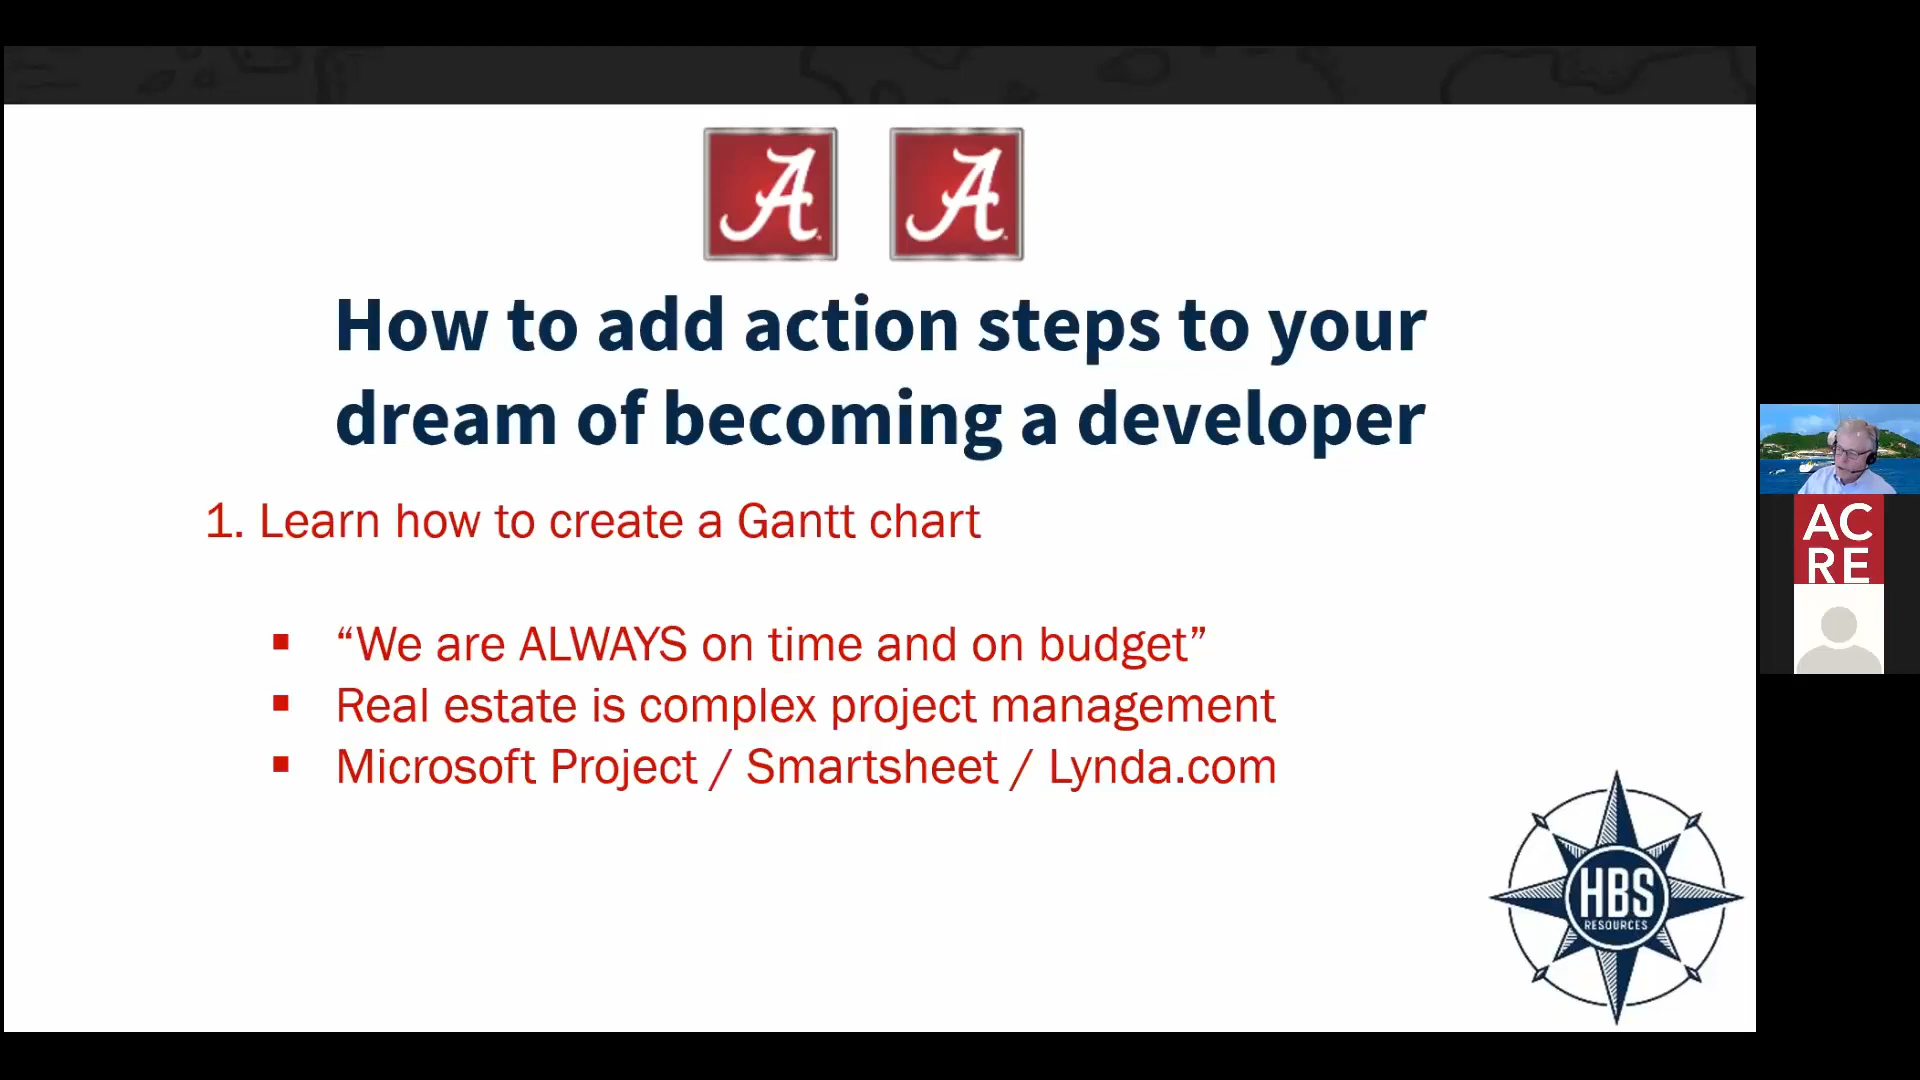 A A
How to add action steps to your
dream of becoming a developer
1. Learn how to create a Gantt chart
▪ “We are ALWAYS on time and on budget”
▪ Real estate is complex project management
▪ Microsoft Project / Smartsheet / Lynda.com
AC
RE
HBS
RESOURCES